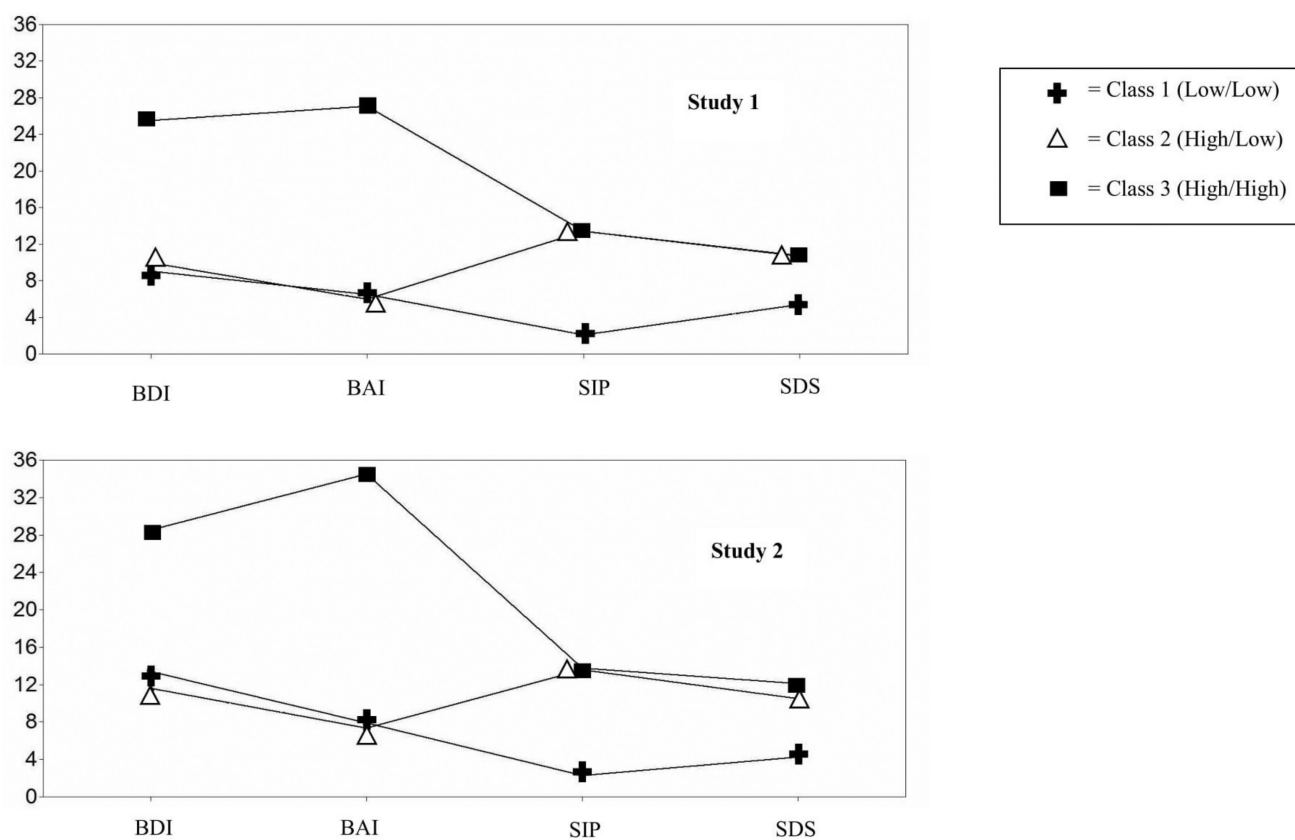 36
32
28
24
20
16
12
8
4
0
Study 1
BDI BAI SIP SDS
= Class 1 (Low/Low)
= Class 2 (High/Low)
= Class 3 (High/High)
36
32
28
24
20
16
12
8
4
0
Study 2
BDI BAI SIP SDS